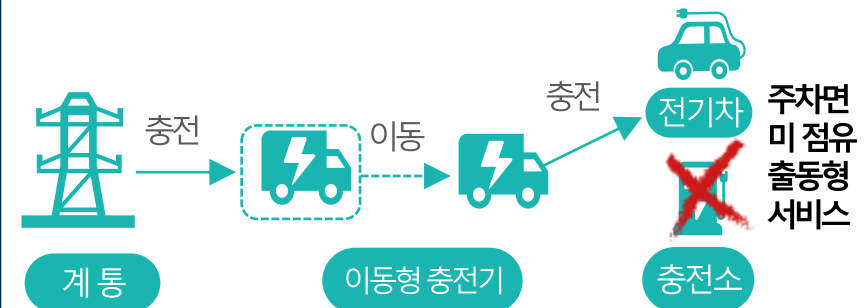 충전
이동
충전
전기차
주차면
미 점유
출동형
서비스
계 통
이동형 충전기
충전소